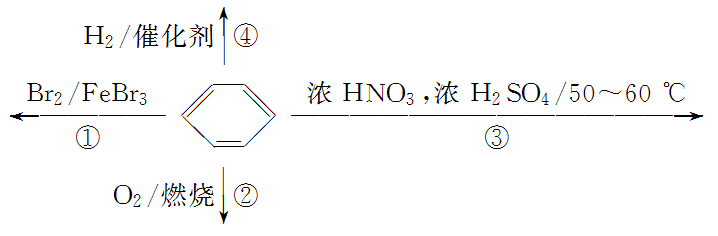 H₂/催化剂 ④
Br₂/FeBr₃
①
浓 HNO₃,浓 H₂SO₄/50～60 ℃
③
O₂/燃烧 ②